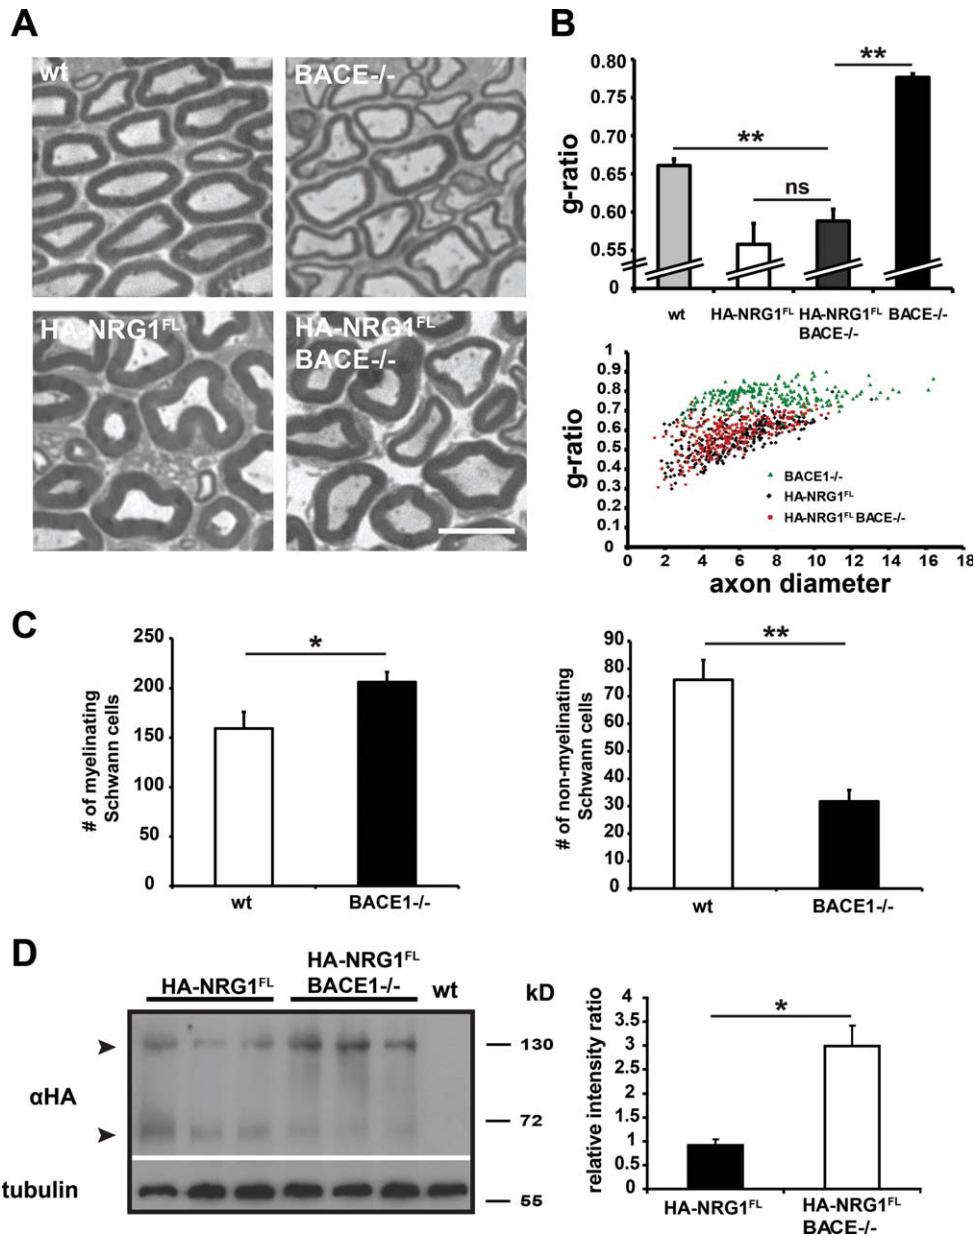 A
wt
BACE-/-
HA-NRG1FL
HA-NRG1FL
BACE-/-
B
g-ratio
0.80
0.75
0.70
0.65
0.60
0.55
0
**
**
ns
wt
HA-NRG1FL
HA-NRG1FL
BACE-/-
BACE-/-
g-ratio
1
0.9
0.8
0.7
0.6
0.5
0.4
0.3
0.2
0.1
0
BACE1-/-
HA-NRG1FL
HA-NRG1FL BACE-/-
0 2 4 6 8 10 12 14 16 18
axon diameter
C
# of myelinating
Schwann cells
250
200
150
100
50
0
*
wt
BACE1-/-
# of non-myelinating
Schwann cells
90
80
70
60
50
40
30
20
10
0
**
wt
BACE1-/-
D
HA-NRG1FL
HA-NRG1FL
BACE1-/-
wt
kD
αHA
tubulin
130
72
55
relative intensity ratio
4
3.5
3
2.5
2
1.5
1
0.5
0
*
HA-NRG1FL
HA-NRG1FL
BACE-/-